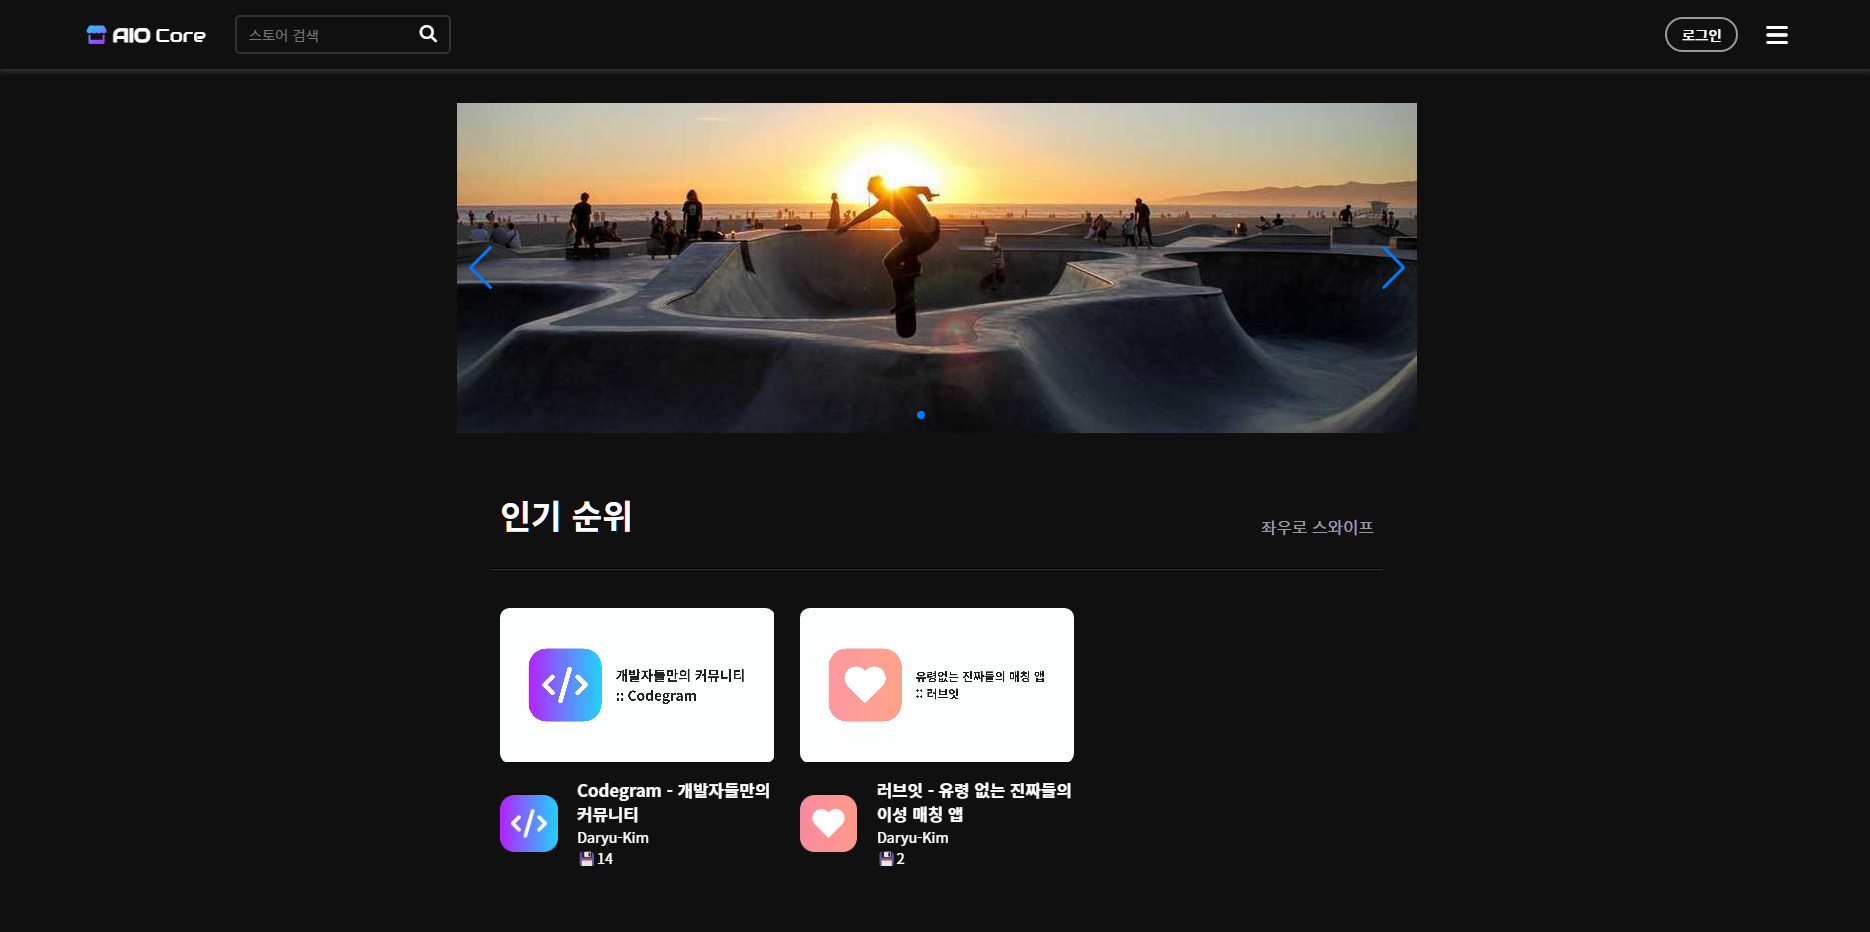 AIO Core
스토어 검색
로그인
인기 순위
좌우로 스와이프
개발자들만의 커뮤니티
:: Codegram
유령없는 진짜들의 매칭 앱
:: 러브잇
Codegram - 개발자들만의
커뮤니티
Daryu-Kim
💾14
러브잇 - 유령 없는 진짜들의
이성 매칭 앱
Daryu-Kim
💾2